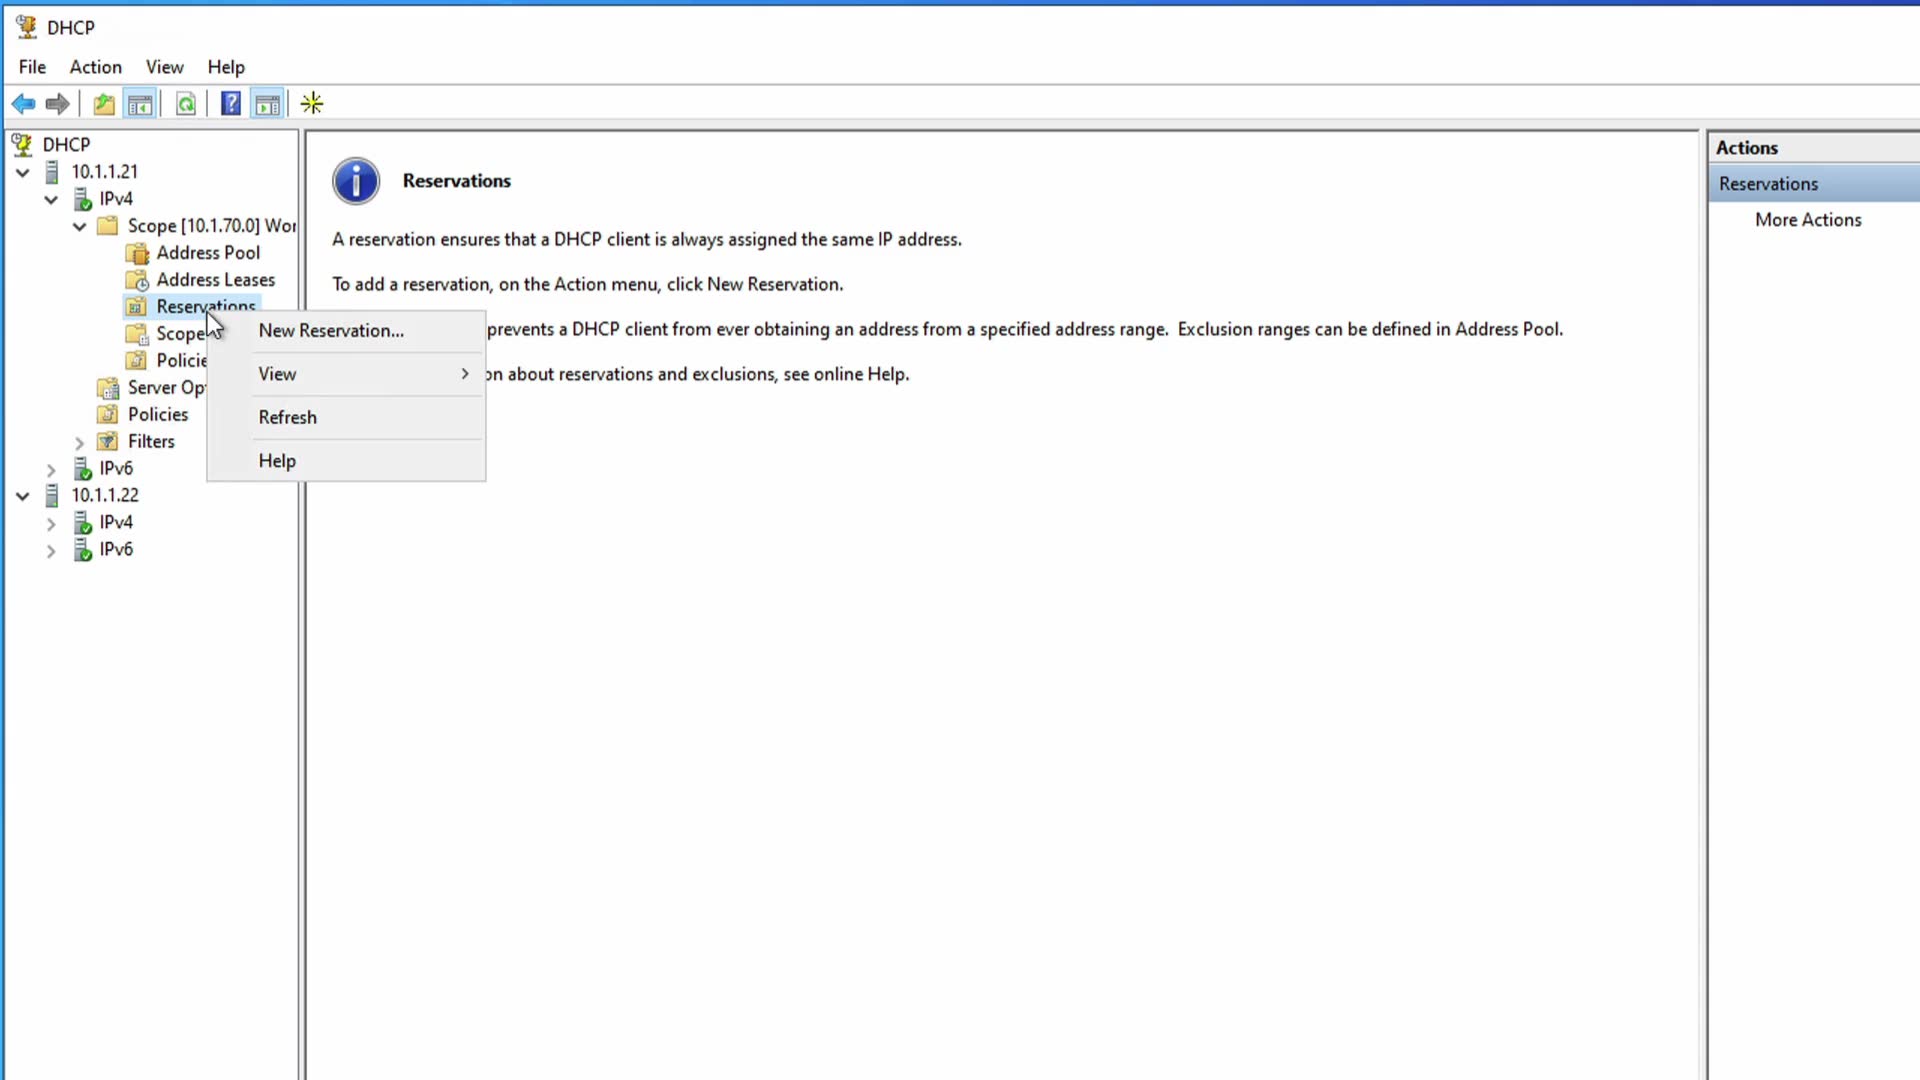 DHCP
File Action View Help
DHCP
10.1.1.21
IPv4
Scope [10.1.70.0] Wor
Address Pool
Address Leases
Reservations
Scope
Policie
Server Op
Policies
Filters
IPv6
10.1.1.22
IPv4
IPv6
New Reservation...
View
Refresh
Help
Reservations
A reservation ensures that a DHCP client is always assigned the same IP address.
To add a reservation, on the Action menu, click New Reservation.
prevents a DHCP client from ever obtaining an address from a specified address range. Exclusion ranges can be defined in Address Pool.
on about reservations and exclusions, see online Help.
Actions
Reservations
More Actions